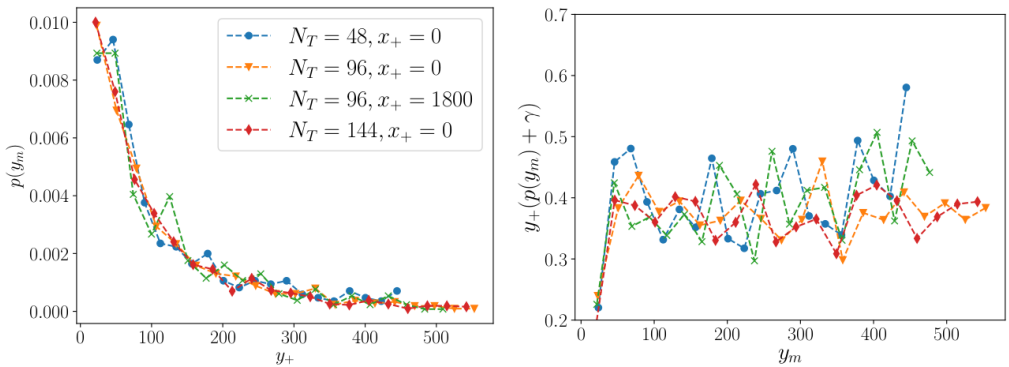 0.010
0.008
0.006
0.004
0.002
0.000
p(y_m)
0 100 200 300 400 500
y_+
N_T = 48, x_+ = 0
N_T = 96, x_+ = 0
N_T = 96, x_+ = 1800
N_T = 144, x_+ = 0
0.7
0.6
0.5
0.4
0.3
0.2
y_+(p(y_m) + γ)
0 100 200 300 400 500
y_m